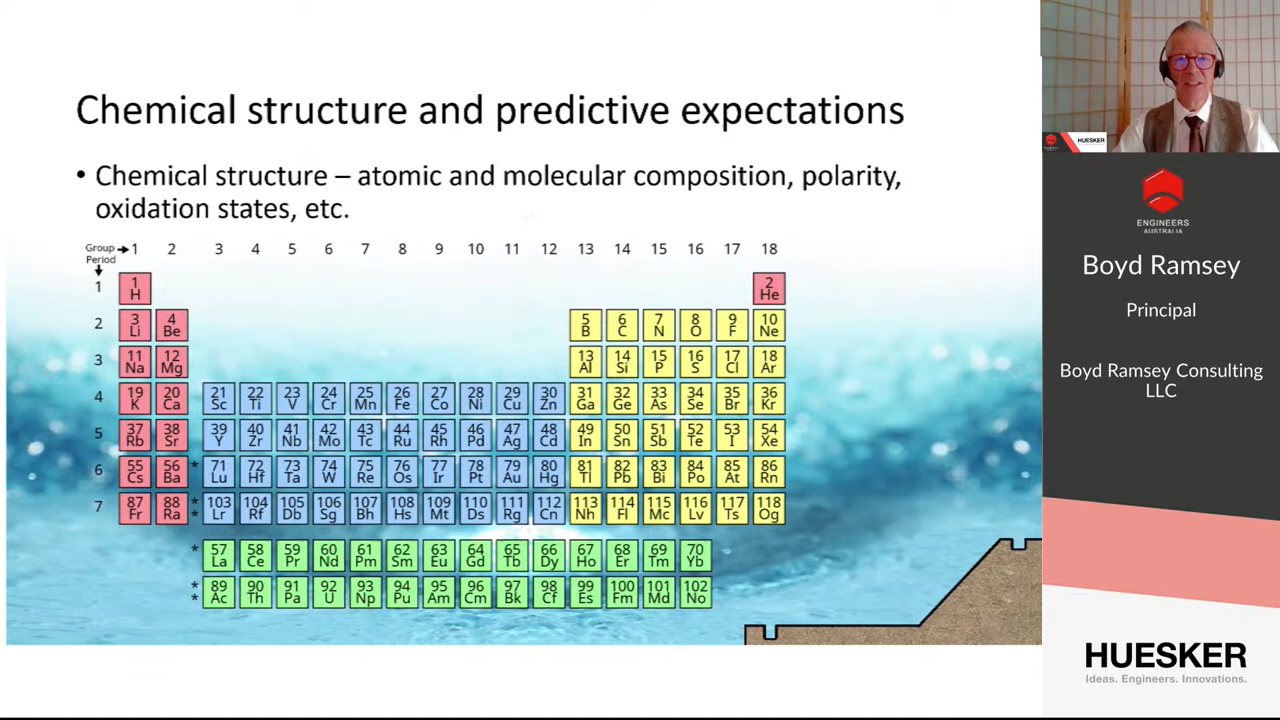 Chemical structure and predictive expectations
• Chemical structure – atomic and molecular composition, polarity,
oxidation states, etc.
Group → 1 2 3 4 5 6 7 8 9 10 11 12 13 14 15 16 17 18
Period
1 1 2
H He
2 3 4 5 6 7 8 9 10
Li Be B C N O F Ne
3 11 12 13 14 15 16 17 18
Na Mg Al Si P S Cl Ar
4 19 20 21 22 23 24 25 26 27 28 29 30 31 32 33 34 35 36
K Ca Sc Ti V Cr Mn Fe Co Ni Cu Zn Ga Ge As Se Br Kr
5 37 38 39 40 41 42 43 44 45 46 47 48 49 50 51 52 53 54
Rb Sr Y Zr Nb Mo Tc Ru Rh Pd Ag Cd In Sn Sb Te I Xe
6 55 56 * 71 72 73 74 75 76 77 78 79 80 81 82 83 84 85 86
Cs Ba Lu Hf Ta W Re Os Ir Pt Au Hg Tl Pb Bi Po At Rn
7 87 88 * 103 104 105 106 107 108 109 110 111 112 113 114 115 116 117 118
Fr Ra * Lr Rf Db Sg Bh Hs Mt Ds Rg Cn Nh Fl Mc Lv Ts Og
* 57 58 59 60 61 62 63 64 65 66 67 68 69 70
La Ce Pr Nd Pm Sm Eu Gd Tb Dy Ho Er Tm Yb
* 89 90 91 92 93 94 95 96 97 98 99 100 101 102
* Ac Th Pa U Np Pu Am Cm Bk Cf Es Fm Md No
HUESKER
ENGINEERS
AUSTRALIA
Boyd Ramsey
Principal
Boyd Ramsey Consulting
LLC
HUESKER
Ideas. Engineers. Innovations.